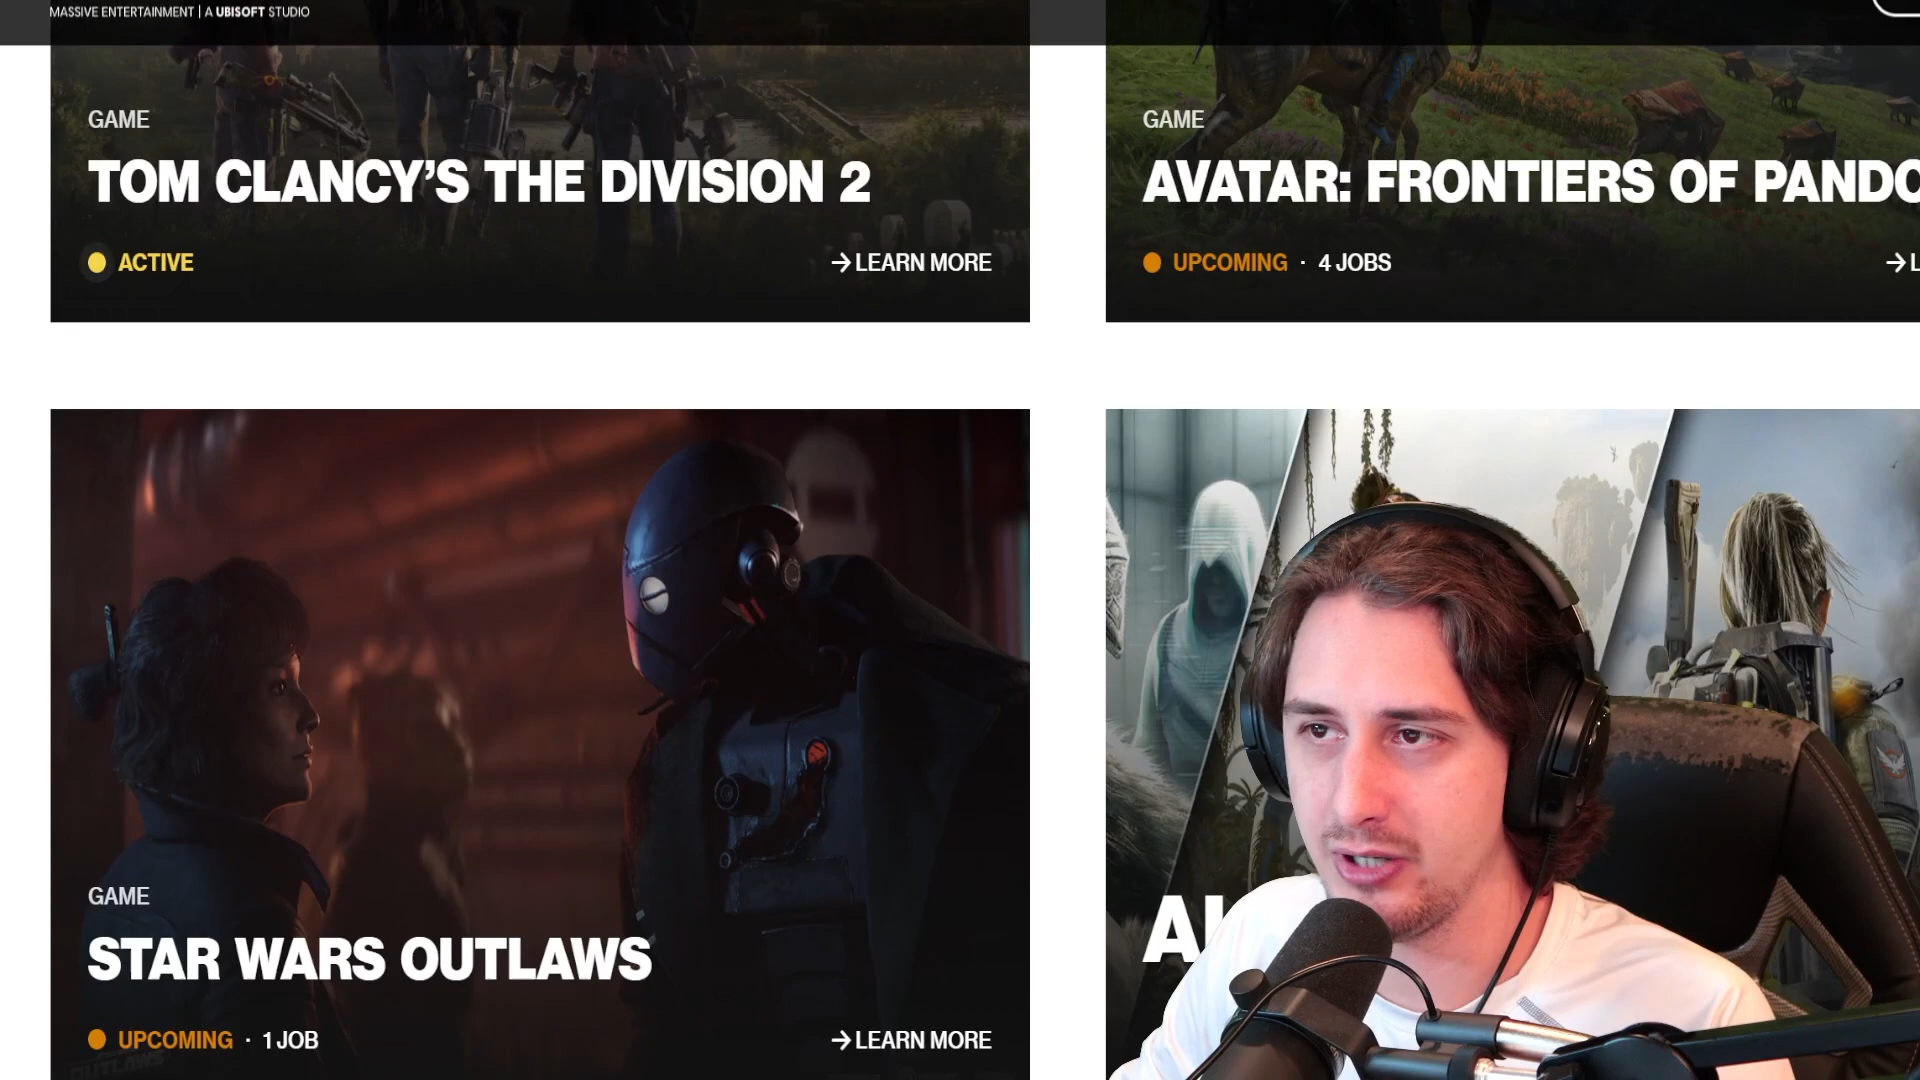 MASSIVE ENTERTAINMENT | A UBISOFT STUDIO
GAME
TOM CLANCY’S THE DIVISION 2
ACTIVE
→ LEARN MORE
GAME
AVATAR: FRONTIERS OF PANDO
UPCOMING · 4 JOBS
→ L
GAME
STAR WARS OUTLAWS
UPCOMING · 1 JOB
→ LEARN MORE